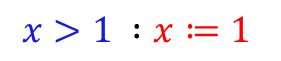 x > 1 : x := 1